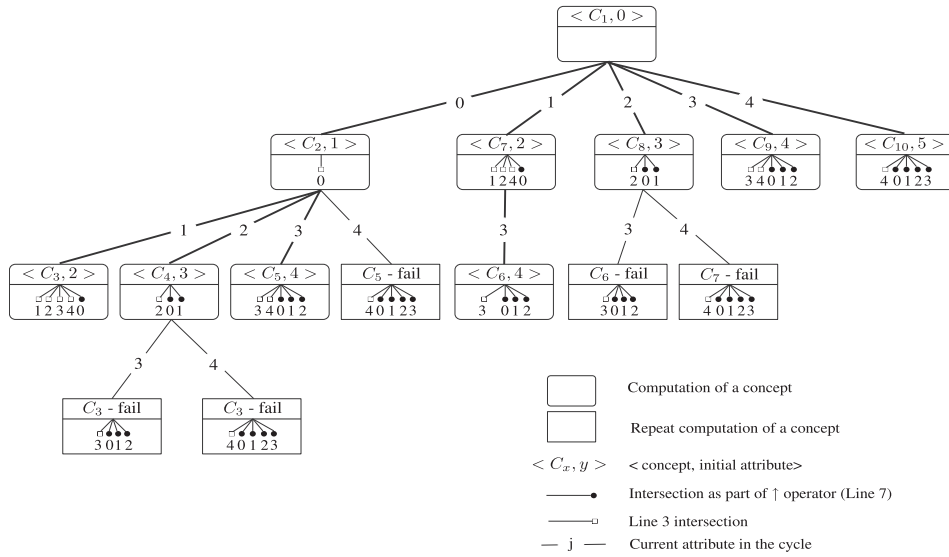 < C₁, 0 >
0 1 2 3 4
< C₂, 1 > < C₇, 2 > < C₈, 3 > < C₉, 4 > < C₁₀, 5 >
0 1 2 4 0 2 0 1 3 4 0 1 2 4 0 1 2 3
1 2 3 4 3 3 4
< C₃, 2 > < C₄, 3 > < C₅, 4 > C₅ - fail < C₆, 4 > C₆ - fail C₇ - fail
1 2 3 4 0 2 0 1 3 4 0 1 2 4 0 1 2 3 3 0 1 2 3 0 1 2 4 0 1 2 3
3 4
C₃ - fail C₃ - fail
3 0 1 2 4 0 1 2 3
Computation of a concept
Repeat computation of a concept
< Cₓ, y > < concept, initial attribute>
Intersection as part of ↑ operator (Line 7)
Line 3 intersection
j Current attribute in the cycle